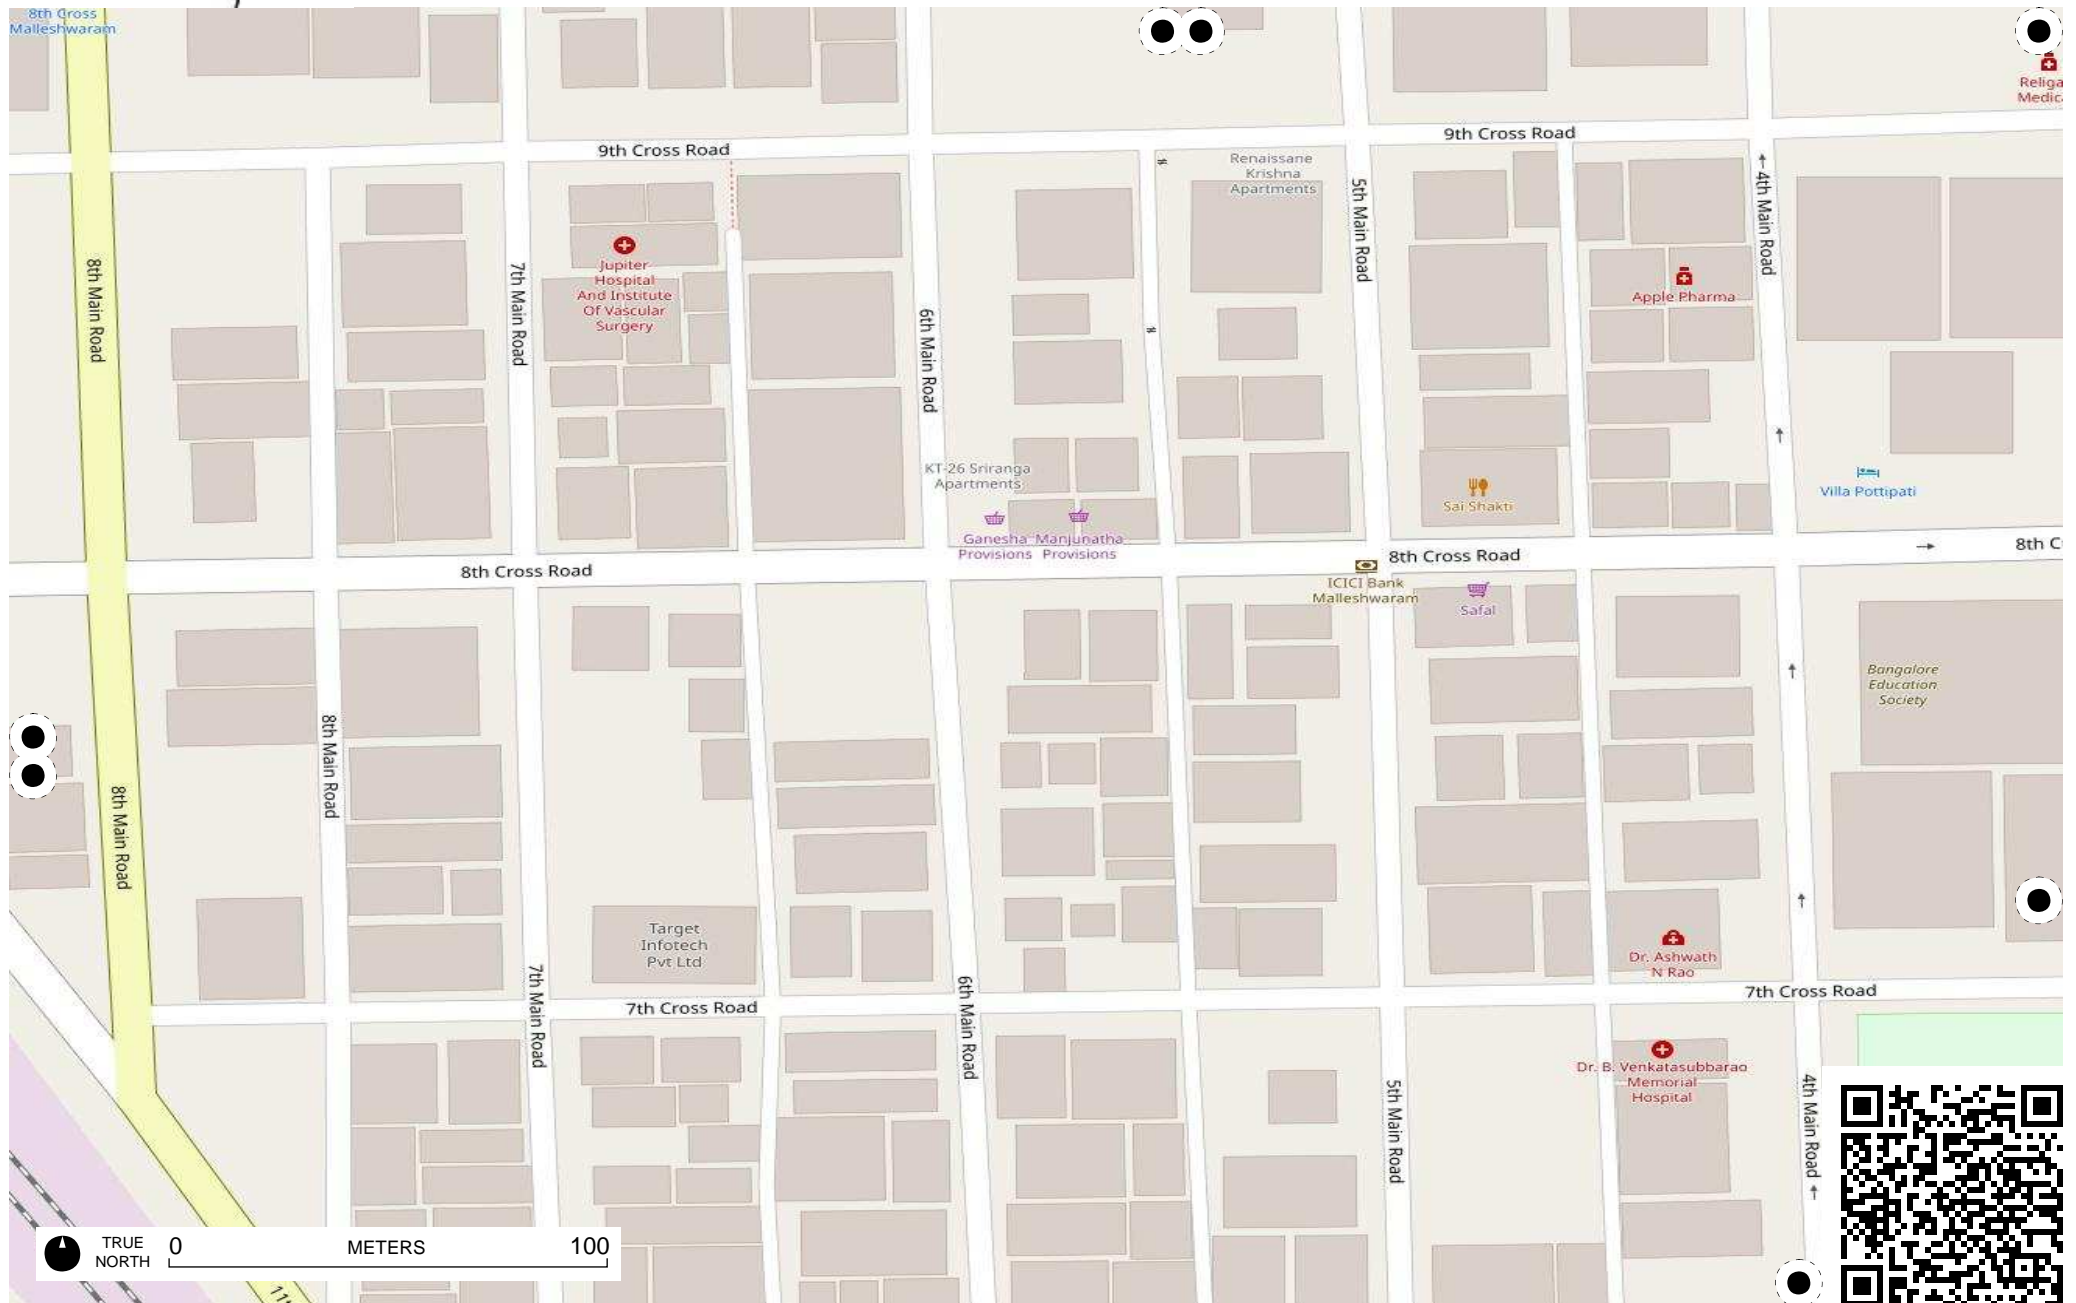 8th Cross
Malleshwaram
Religa
Medica
9th Cross Road
9th Cross Road
Renaissane
Krishna
Apartments
5th Main Road
4th Main Road
8th Main Road
7th Main Road
Jupiter
Hospital
And Institute
Of Vascular
Surgery
Apple Pharma
6th Main Road
KT-26 Sriranga
Apartments
Sai Shakti
Villa Pottipati
Ganesha
Provisions
Manjunatha
Provisions
8th Cross Road
8th Cross Road
8th C
ICICI Bank
Malleshwaram
Safal
Bangalore
Education
Society
8th Main Road
8th Main Road
Target
Infotech
Pvt Ltd
Dr. Ashwath
N Rao
7th Main Road
6th Main Road
7th Cross Road
7th Cross Road
Dr. B. Venkatasubbarao
Memorial
Hospital
5th Main Road
4th Main Road
TRUE
NORTH
0
METERS
100